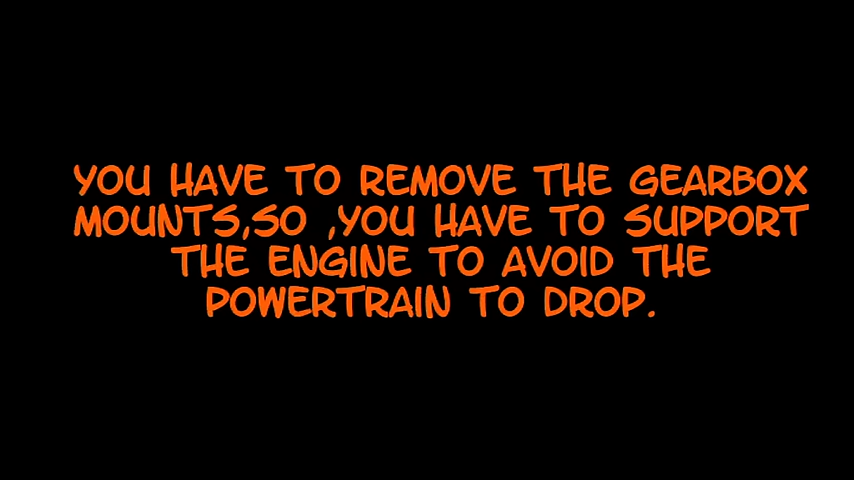 YOU HAVE TO REMOVE THE GEARBOX
MOUNTS,SO ,YOU HAVE TO SUPPORT
THE ENGINE TO AVOID THE
POWERTRAIN TO DROP.